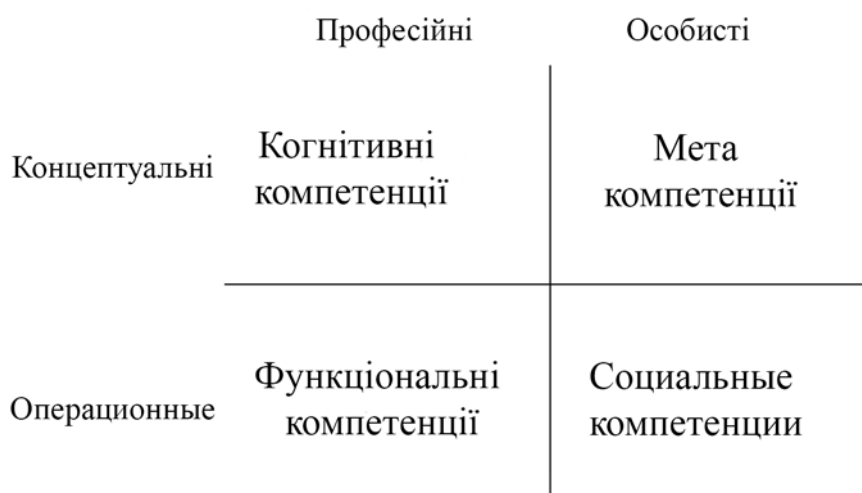 Професійні Особисті
Когнітивні Мета
Концептуальні
компетенції компетенції
Функціональні Социальные
Операционные
компетенції компетенции